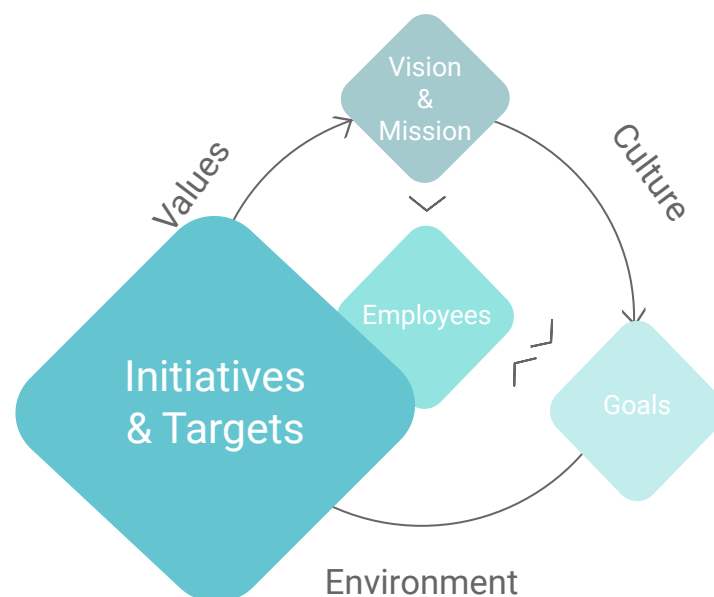 Vision
&
Mission
Values
Culture
Employees
Initiatives
& Targets
Goals
Environment